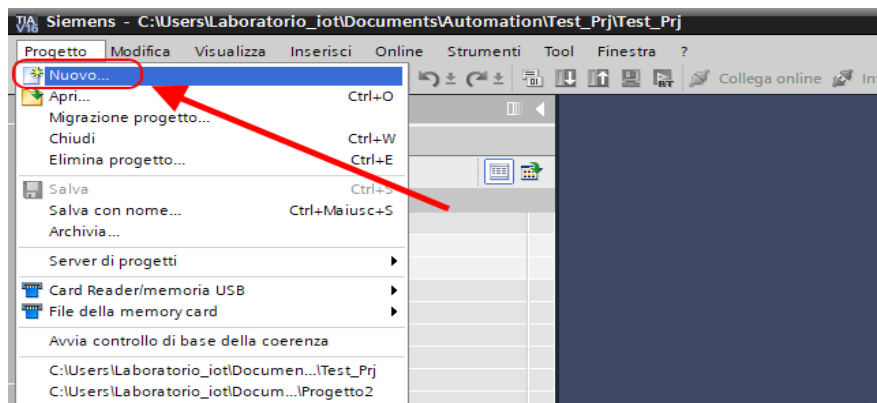 TIA V16 Siemens - C:\Users\Laboratorio_iot\Documents\Automation\Test_Prj\Test_Prj
Progetto Modifica Visualizza Inserisci Online Strumenti Tool Finestra ?
Nuovo...
Collega online
Apri... Ctrl+O
Migrazione progetto...
Chiudi Ctrl+W
Elimina progetto... Ctrl+E
Salva Ctrl+S
Salva con nome... Ctrl+Maiusc+S
Archivia...
Server di progetti
Card Reader/memoria USB
File della memory card
Avvia controllo di base della coerenza
C:\Users\Laboratorio_iot\Documen...\Test_Prj
C:\Users\Laboratorio_iot\Docum...\Progetto2